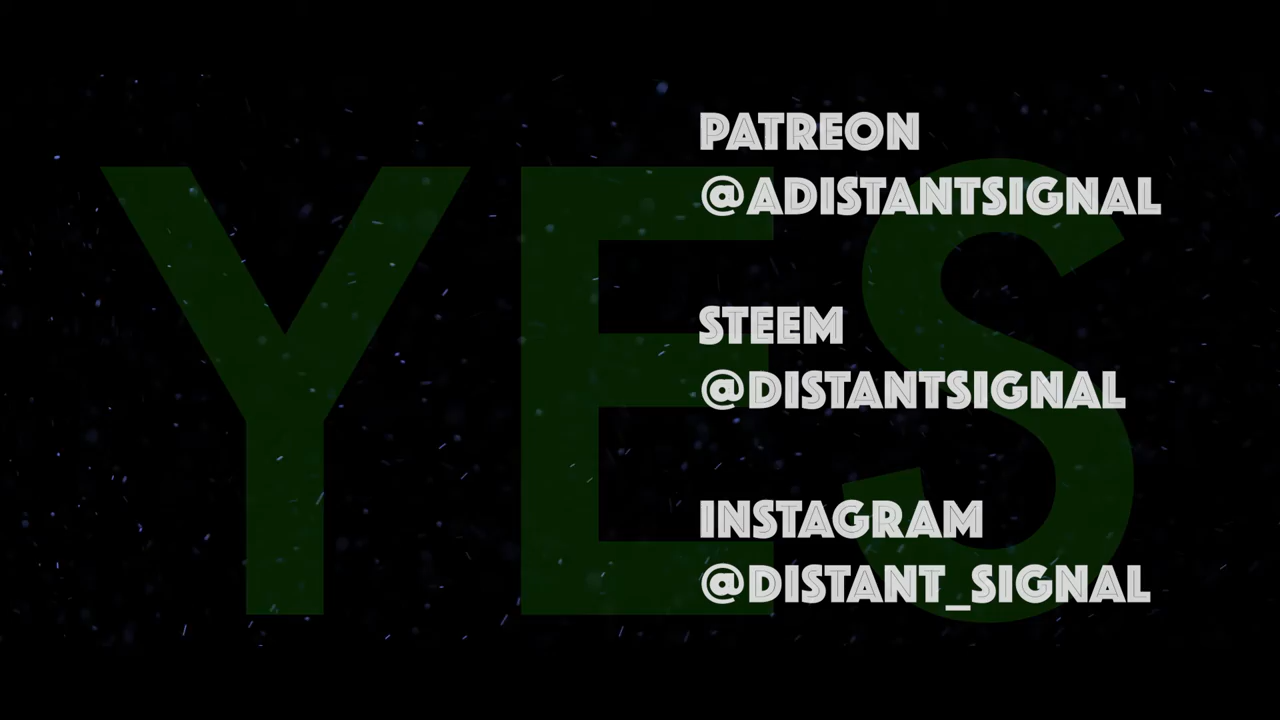 YES
PATREON
@ADISTANTSIGNAL
STEEM
@DISTANTSIGNAL
INSTAGRAM
@DISTANT_SIGNAL